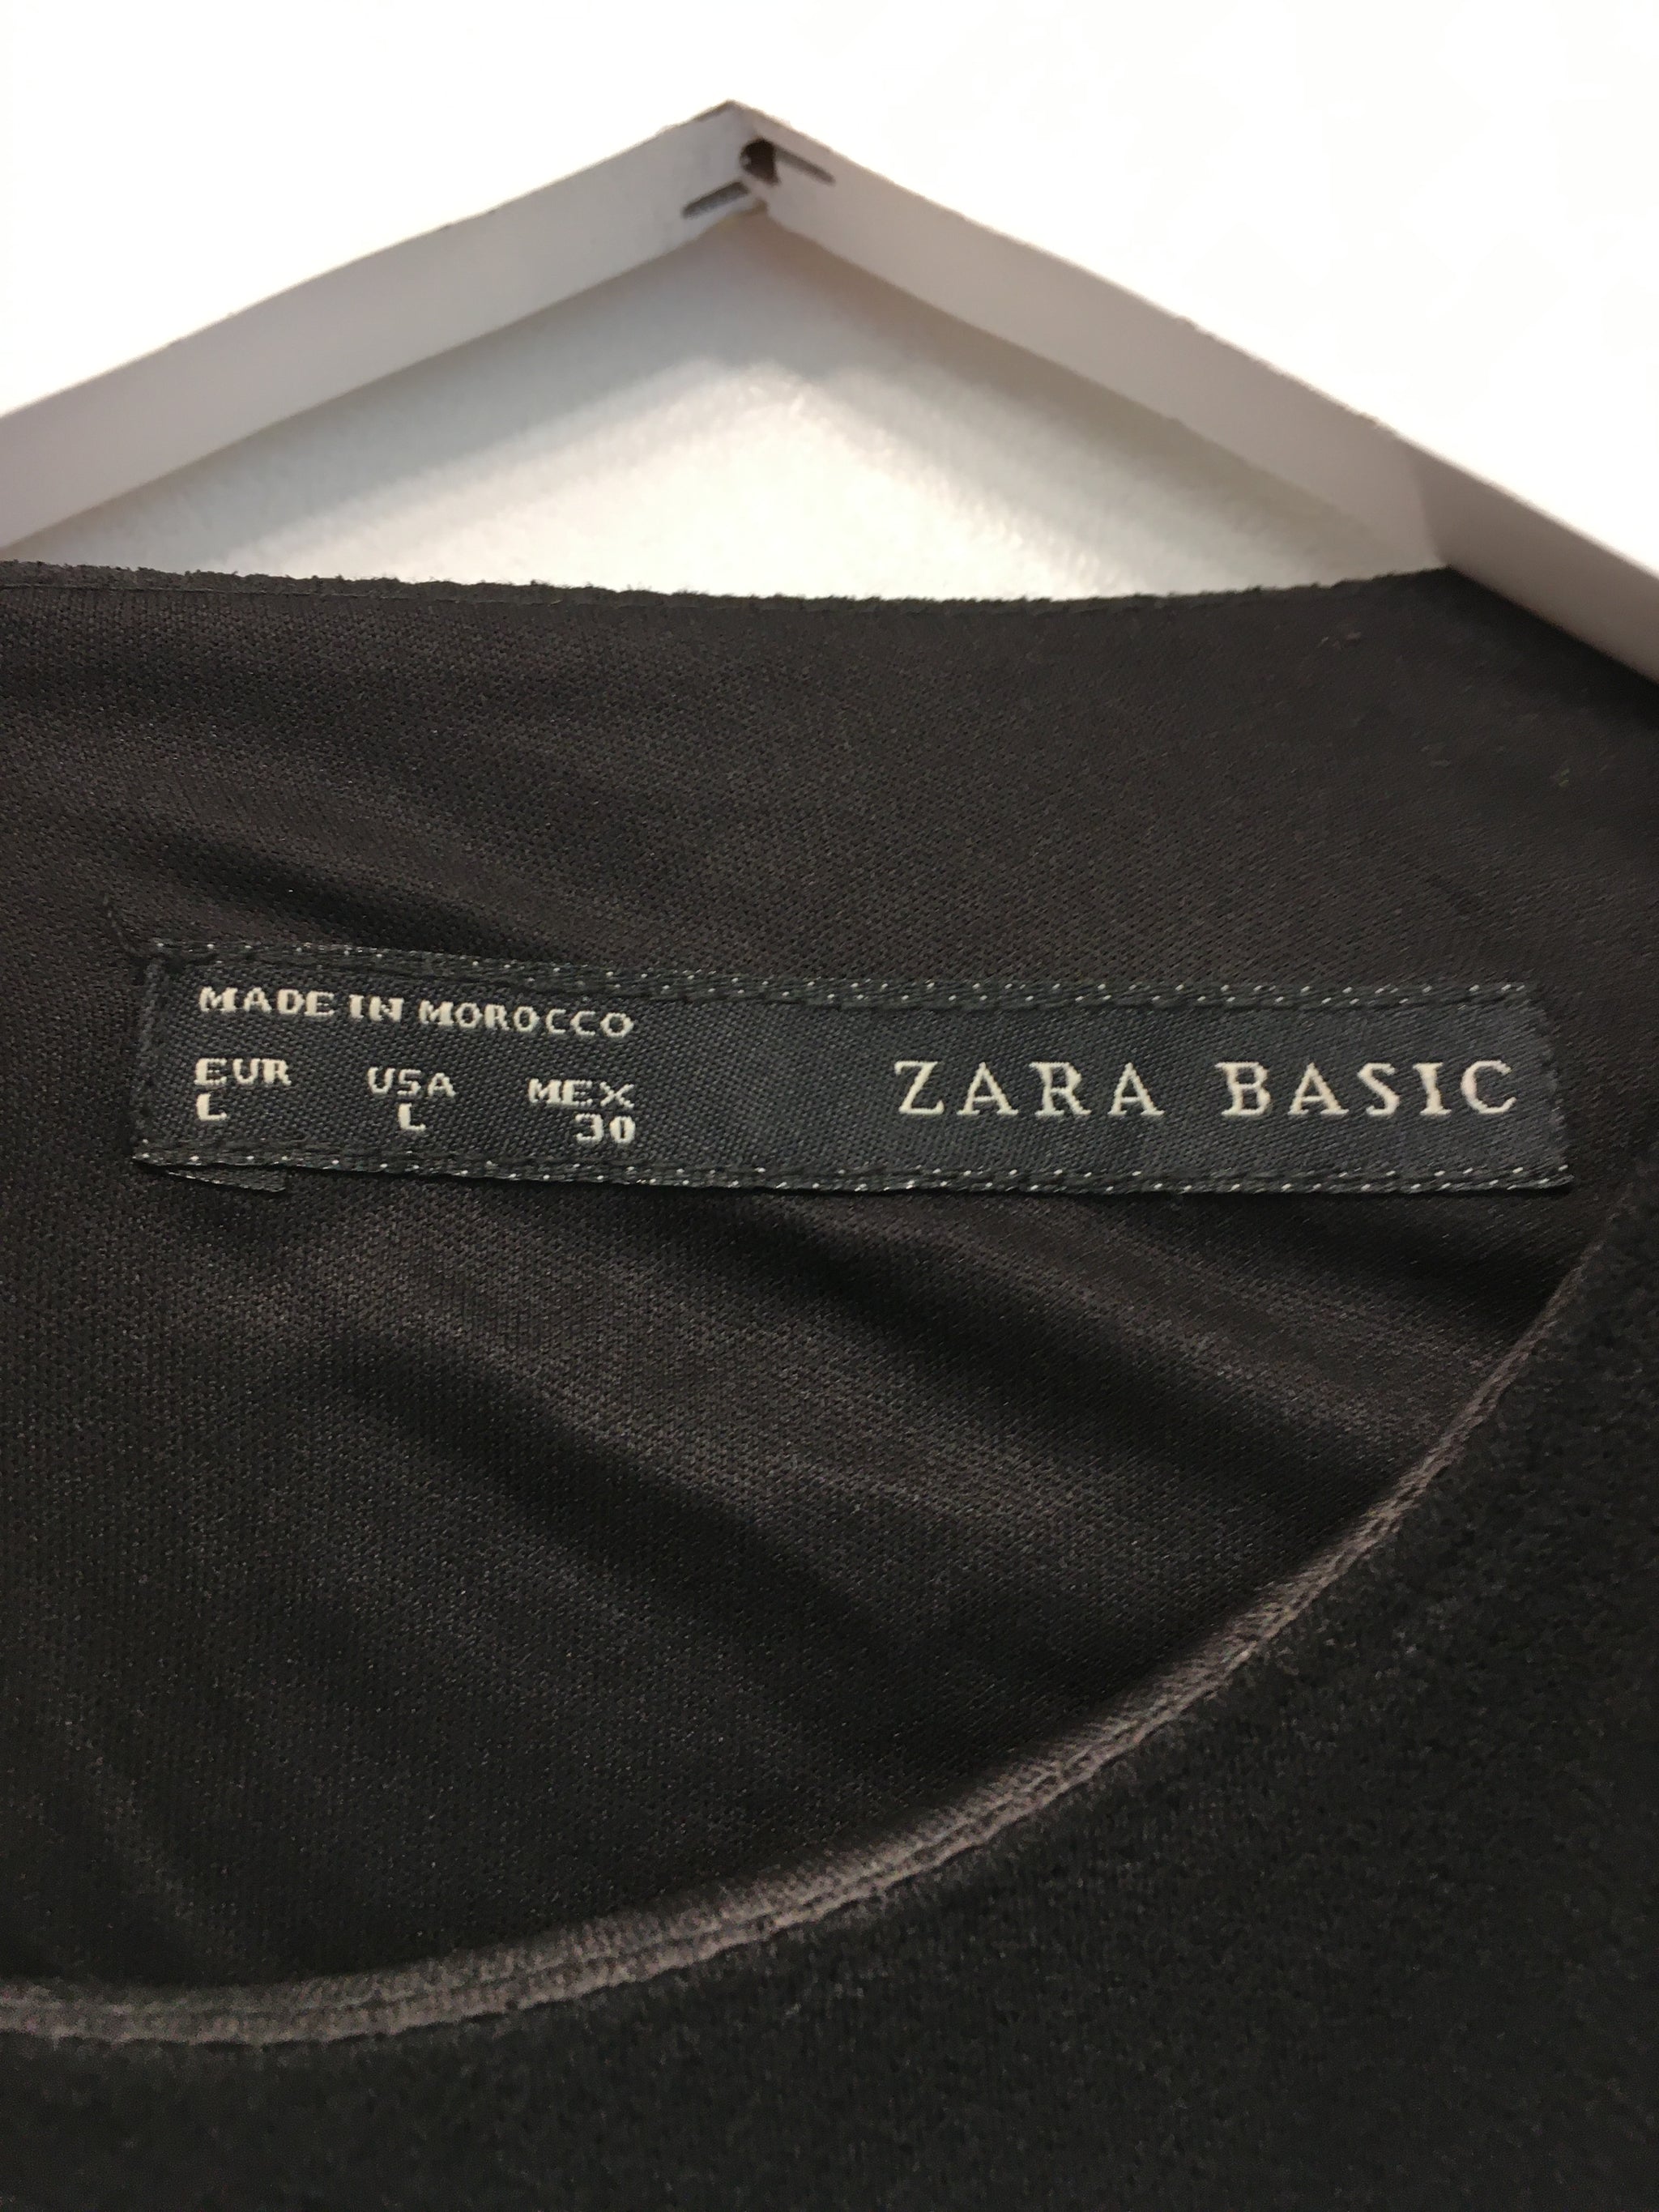 MADE IN MOROCCO
EUR USA MEX
L L 30
ZARA BASIC